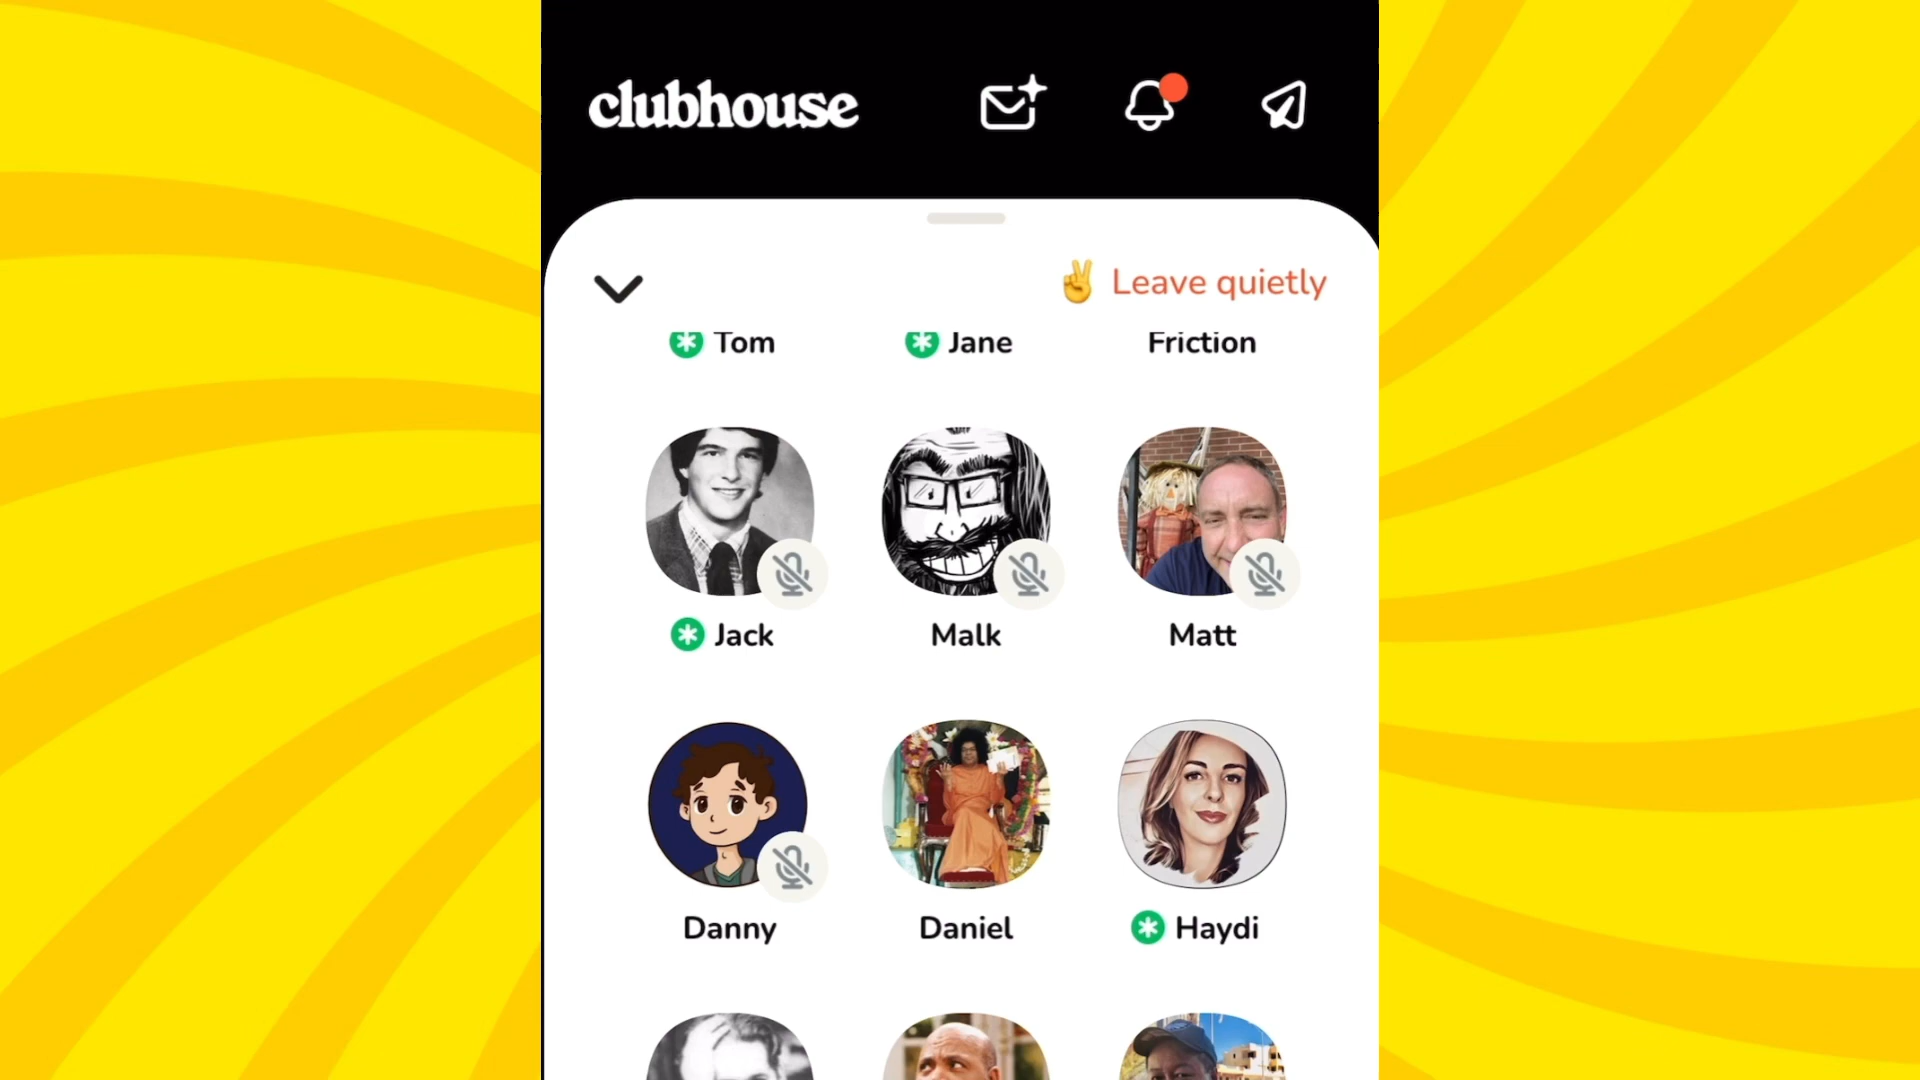 clubhouse
✌️ Leave quietly
Tom
Jane
Friction
Jack
Malk
Matt
Danny
Daniel
Haydi